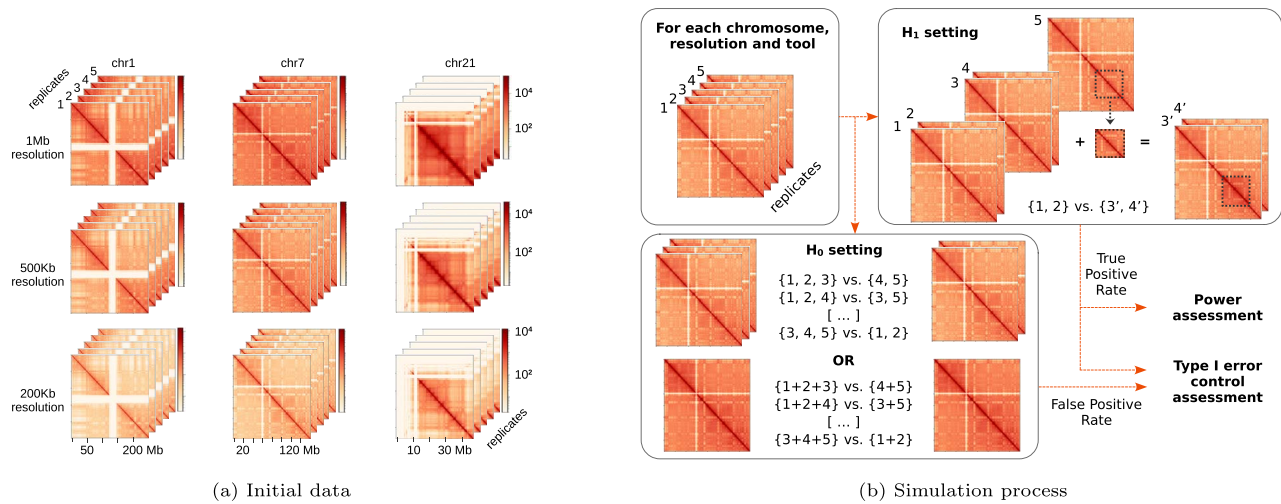 chr1
chr7
chr21
replicates
1 2 3 4 5
10⁴
10²
1Mb
resolution
10⁴
10²
500Kb
resolution
10⁴
10²
200Kb
resolution
replicates
50
200 Mb
20
120 Mb
10
30 Mb
(a) Initial data
For each chromosome,
resolution and tool
1 2 3 4 5
replicates
H₁ setting
5
4
3
2
1
+
=
4’
3’
{1, 2} vs. {3’, 4’}
H₀ setting
{1, 2, 3} vs. {4, 5}
{1, 2, 4} vs. {3, 5}
[ ... ]
{3, 4, 5} vs. {1, 2}
OR
{1+2+3} vs. {4+5}
{1+2+4} vs. {3+5}
[ ... ]
{3+4+5} vs. {1+2}
True
Positive
Rate
Power
assessment
Type I error
control
assessment
False Positive
Rate
(b) Simulation process